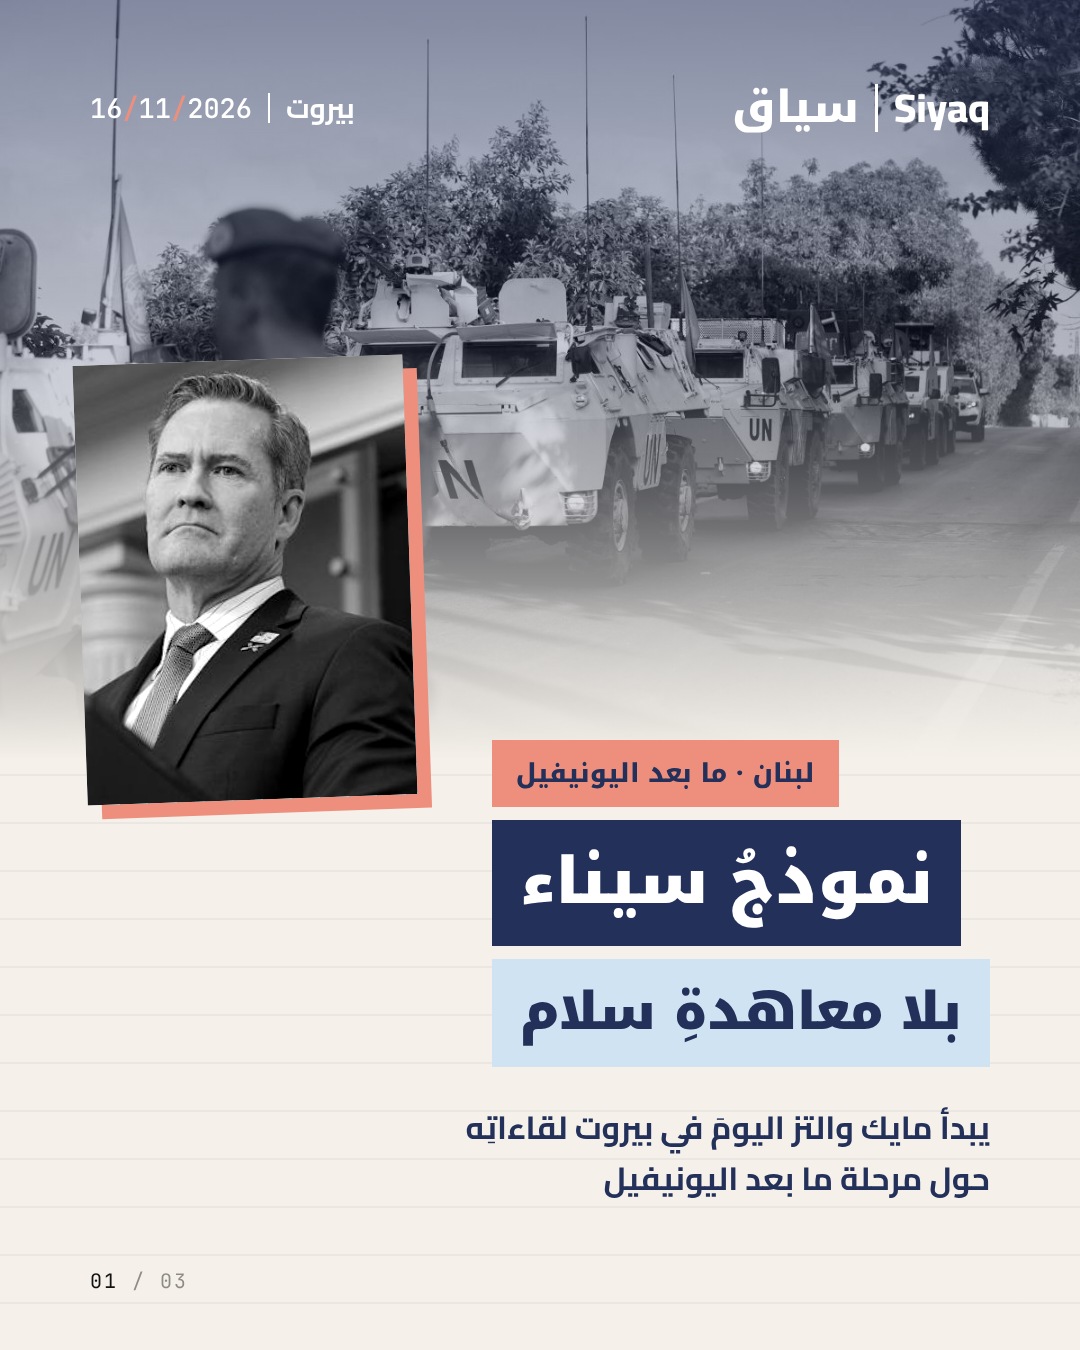 سياق | Siyaq
بيروت | 16/11/2026
UN
UN
N
UN
لبنان · ما بعد اليونيفيل
نموذجُ سيناء
بلا معاهدةِ سلام
يبدأ مايك والتز اليومَ في بيروت لقاءاتِه
حول مرحلة ما بعد اليونيفيل
01 / 03